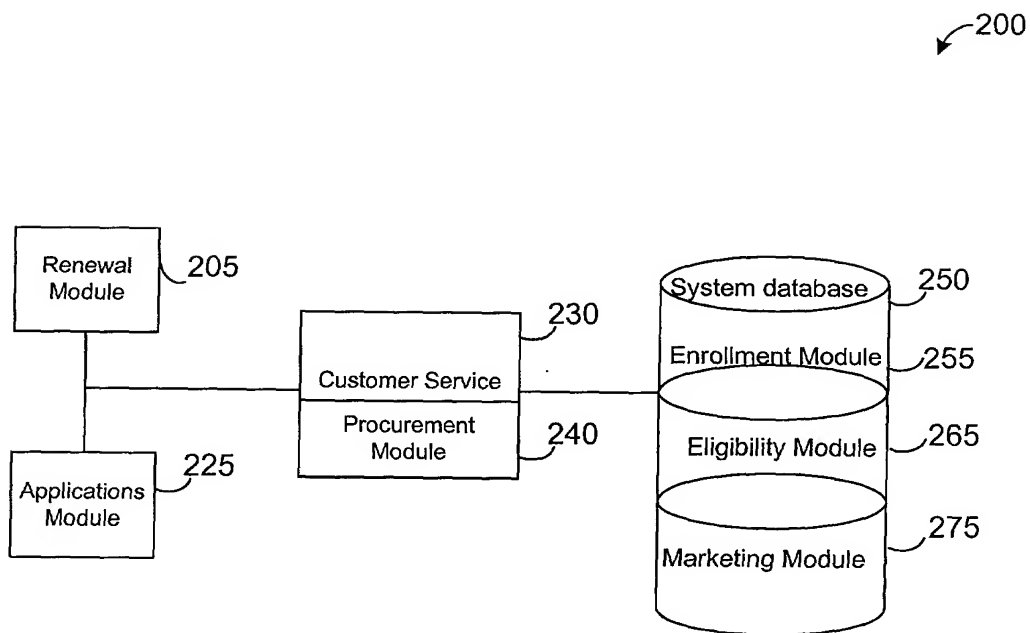 200
Renewal
Module
205
Applications
Module
225
230
Customer Service
Procurement
Module
240
System database
250
Enrollment Module
255
Eligibility Module
265
Marketing Module
275